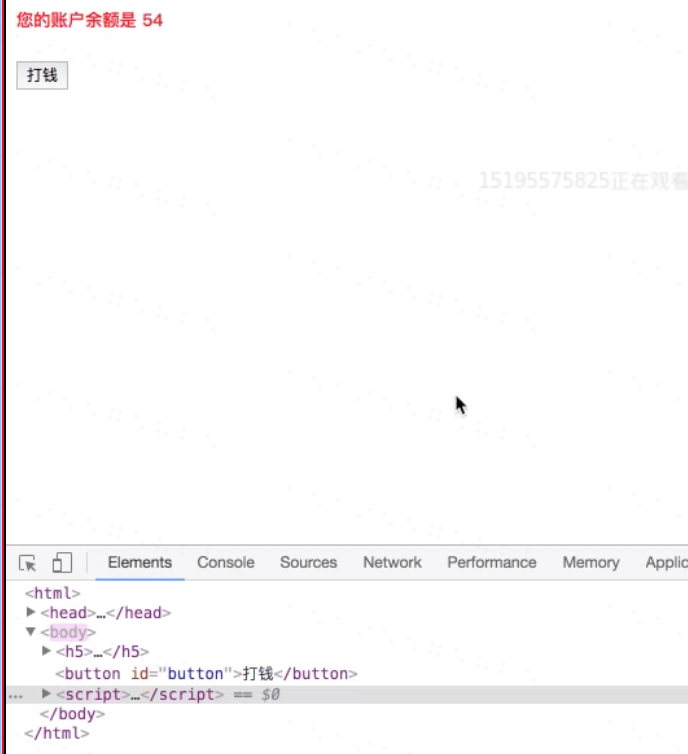 您的账户余额是 54
打钱
15195575825正在观看
Elements Console Sources Network Performance Memory Applic
<html>
▶ <head>…</head>
▼ <body>
▶ <h5>…</h5>
<button id="button">打钱</button>
… ▶ <script>…</script> == $0
</body>
</html>